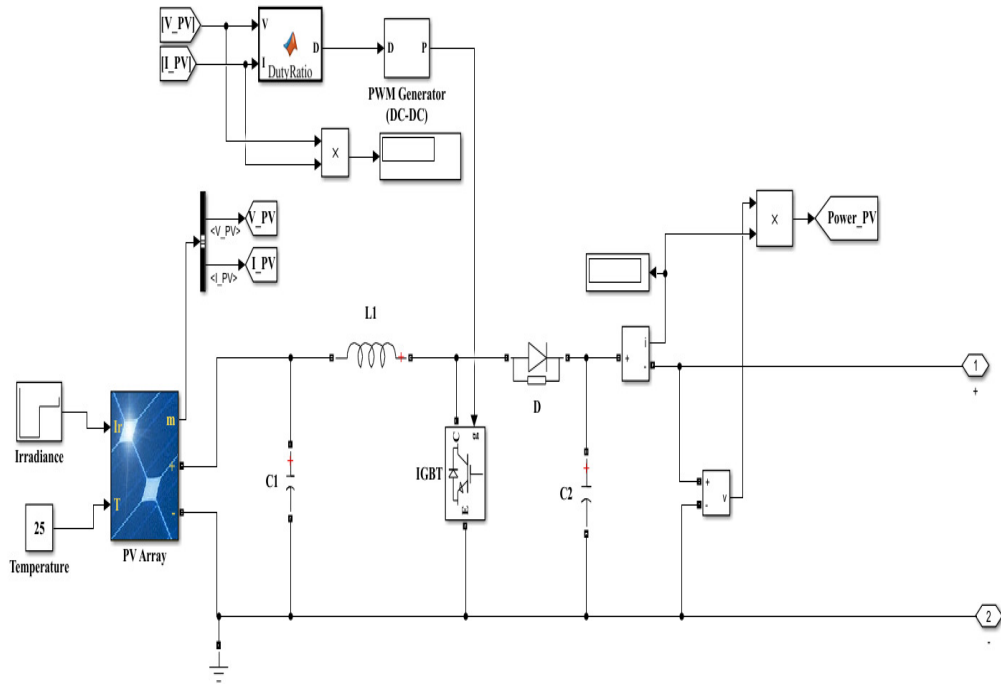 [V_PV]
[I_PV]
V
I
D
DutyRatio
D
P
PWM Generator
(DC-DC)
×
V_PV
<V_PV>
I_PV
<I_PV>
×
Power_PV
L1
+
D
+
i
-
1
+
Irradiance
Ir
m
+
T
-
25
Temperature
PV Array
C1
+
IGBT
g
C
E
C2
+
+
-
v
2
-